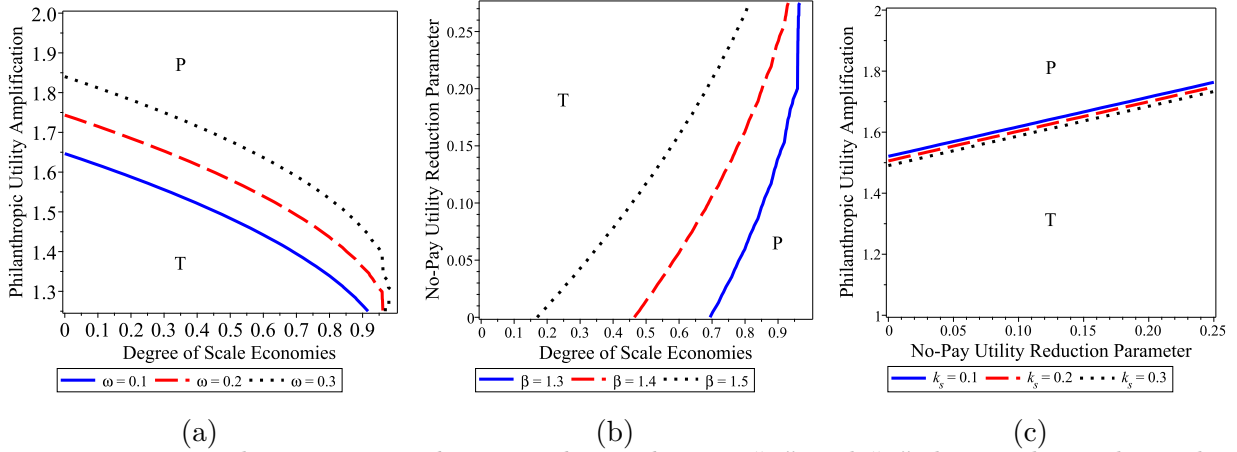 Philanthropic Utility Amplification
2.0
1.9
1.8
1.7
1.6
1.5
1.4
1.3
P
T
0 0.1 0.2 0.3 0.4 0.5 0.6 0.7 0.8 0.9
Degree of Scale Economies
ω = 0.1 ω = 0.2 ω = 0.3
(a)
No-Pay Utility Reduction Parameter
0.25
0.20
0.15
0.10
0.05
0
T
P
0 0.1 0.2 0.3 0.4 0.5 0.6 0.7 0.8 0.9
Degree of Scale Economies
β = 1.3 β = 1.4 β = 1.5
(b)
Philanthropic Utility Amplification
2
1.8
1.6
1.4
1.2
1
P
T
0 0.05 0.10 0.15 0.20 0.25
No-Pay Utility Reduction Parameter
kₛ = 0.1 kₛ = 0.2 kₛ = 0.3
(c)